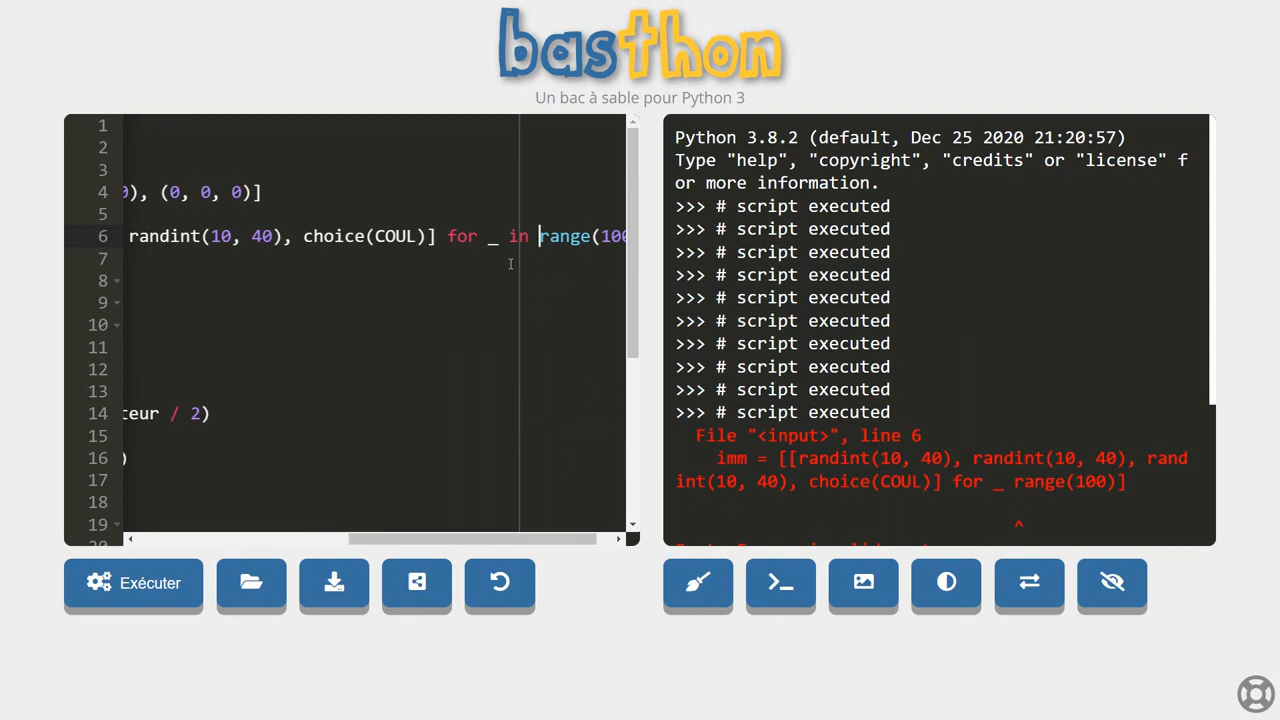 basthon
Un bac à sable pour Python 3
1
2
3
4 0), (0, 0, 0)]
5
6 randint(10, 40), choice(COUL)] for _ in range(100
7
8
9
10
11
12
13
14 teur / 2)
15
16 )
17
18
19
20
Python 3.8.2 (default, Dec 25 2020 21:20:57)
Type "help", "copyright", "credits" or "license" f
or more information.
>>> # script executed
>>> # script executed
>>> # script executed
>>> # script executed
>>> # script executed
>>> # script executed
>>> # script executed
>>> # script executed
>>> # script executed
>>> # script executed
File "<input>", line 6
imm = [[randint(10, 40), randint(10, 40), rand
int(10, 40), choice(COUL)] for _ range(100)]
^
Exécuter